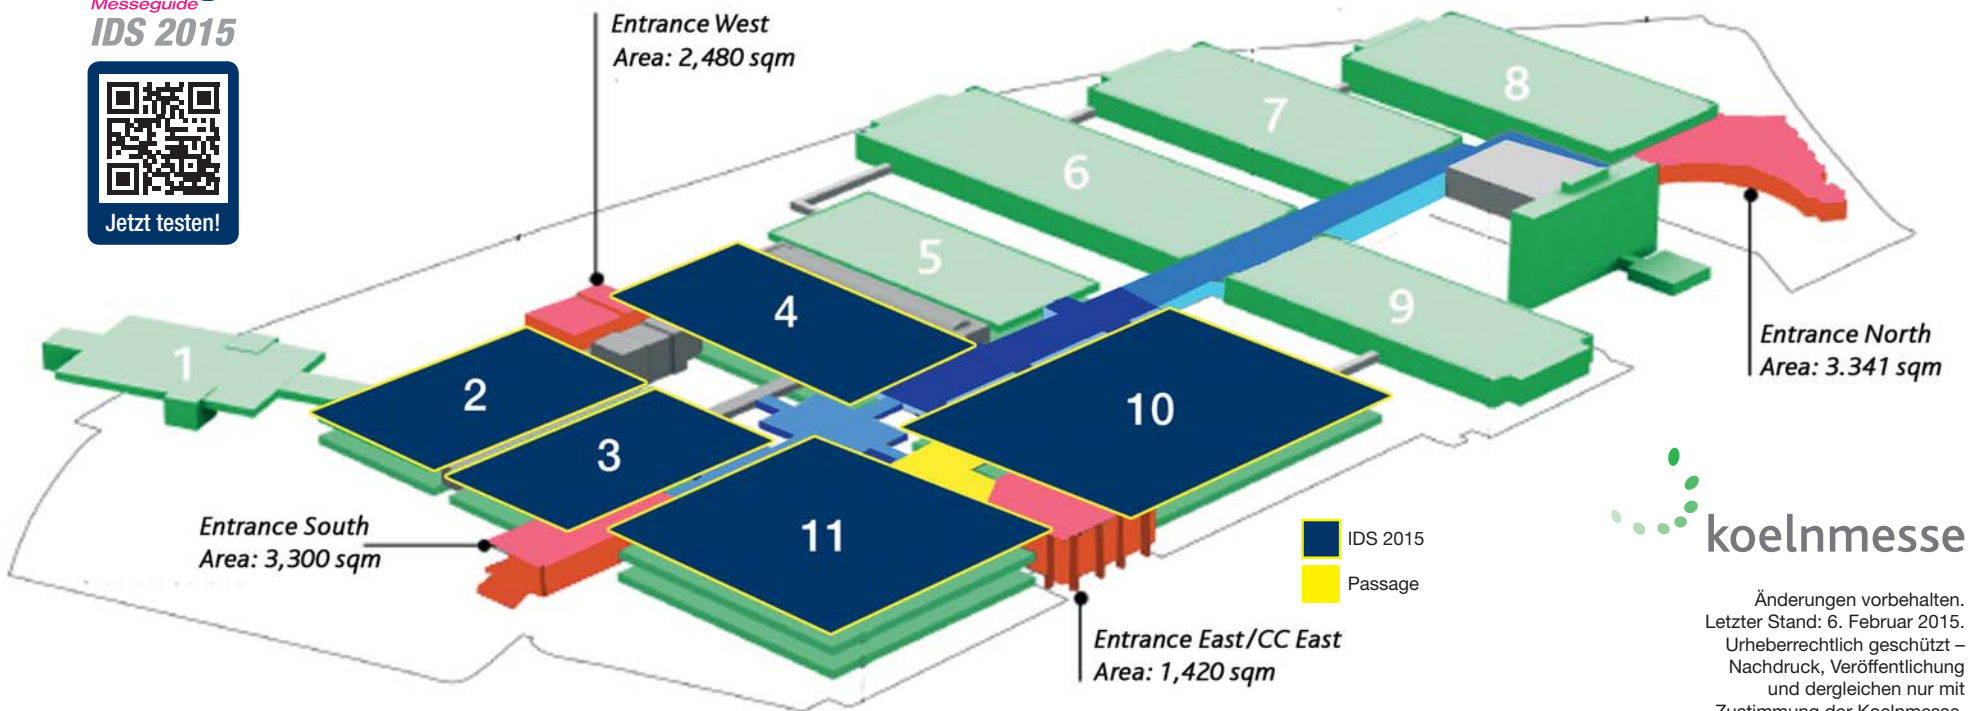 Messeguide
IDS 2015
Jetzt testen!
Entrance West
Area: 2,480 sqm
8
7
6
5
4
9
1
2
10
3
11
Entrance North
Area: 3.341 sqm
Entrance South
Area: 3,300 sqm
IDS 2015
Passage
Entrance East/CC East
Area: 1,420 sqm
koelnmesse
Änderungen vorbehalten.
Letzter Stand: 6. Februar 2015.
Urheberrechtlich geschützt –
Nachdruck, Veröffentlichung
und dergleichen nur mit
Zustimmung der Koelnmesse.